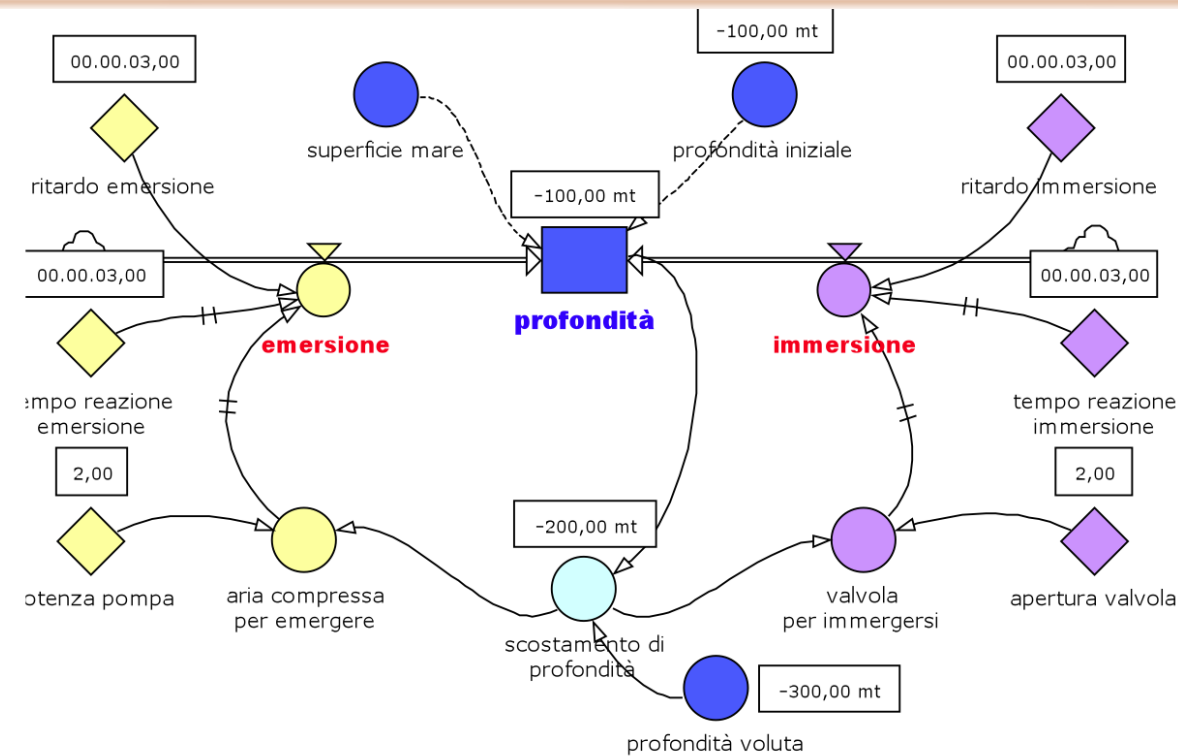 -100,00 mt
00.00.03,00
00.00.03,00
superficie mare
profondità iniziale
ritardo emersione
-100,00 mt
ritardo immersione
00.00.03,00
00.00.03,00
profondità
emersione
immersione
empo reazione
emersione
tempo reazione
immersione
2,00
2,00
-200,00 mt
otenza pompa
aria compressa
per emergere
valvola
per immergersi
apertura valvola
scostamento di
profondità
-300,00 mt
profondità voluta